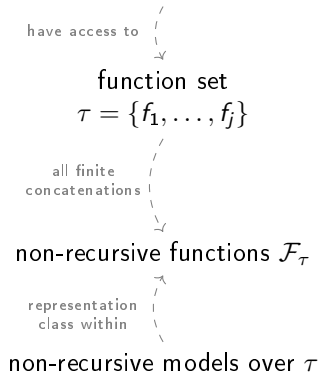 have access to
function set
τ = {f₁, . . . , fⱼ}
all finite
concatenations
non-recursive functions ℱ_τ
representation
class within
non-recursive models over τ